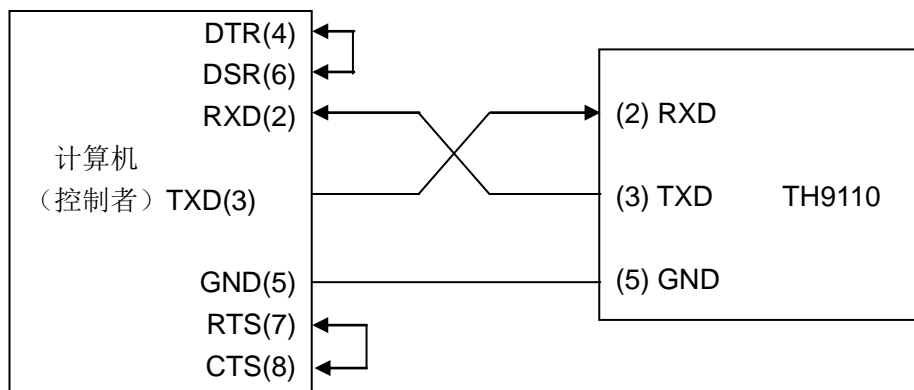 DTR(4)
DSR(6)
RXD(2)
计算机
（控制者）TXD(3)
GND(5)
RTS(7)
CTS(8)
(2) RXD
(3) TXD TH9110
(5) GND